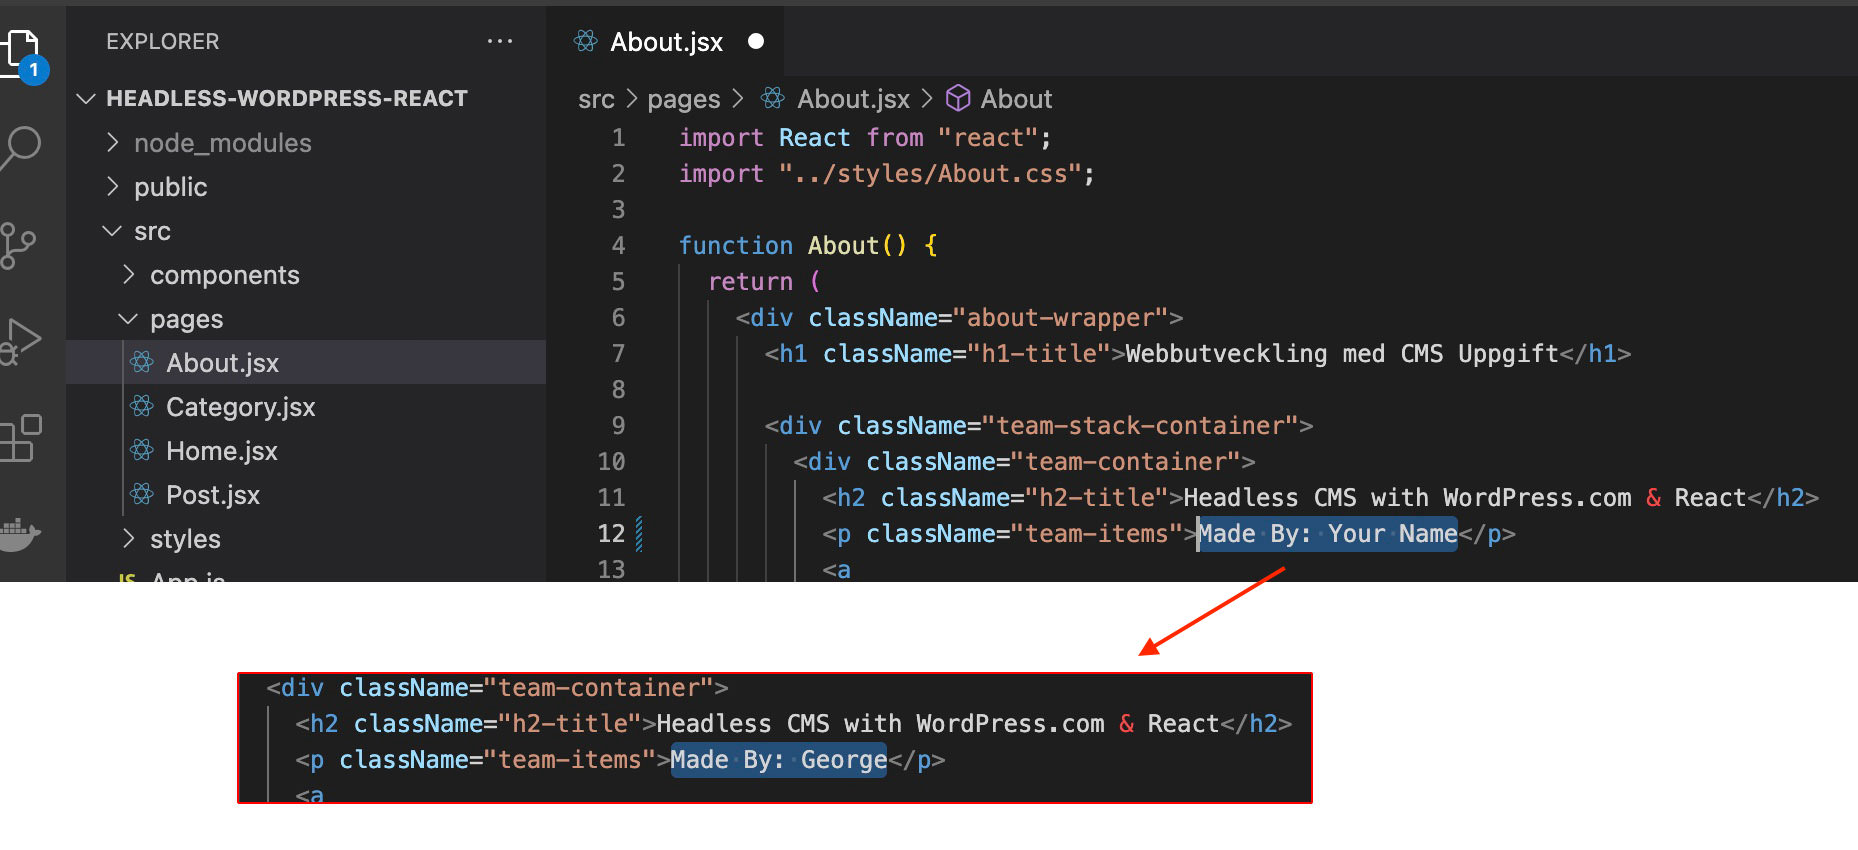 1
EXPLORER ...
HEADLESS-WORDPRESS-REACT
node_modules
public
src
components
pages
About.jsx
Category.jsx
Home.jsx
Post.jsx
styles
JS App.js
About.jsx
src > pages > About.jsx > About
1 import React from "react";
2 import "../styles/About.css";
3
4 function About() {
5 return (
6 <div className="about-wrapper">
7 <h1 className="h1-title">Webbutveckling med CMS Uppgift</h1>
8
9 <div className="team-stack-container">
10 <div className="team-container">
11 <h2 className="h2-title">Headless CMS with WordPress.com & React</h2>
12 <p className="team-items">Made By: Your Name</p>
13 <a
<div className="team-container">
<h2 className="h2-title">Headless CMS with WordPress.com & React</h2>
<p className="team-items">Made By: George</p>
<a